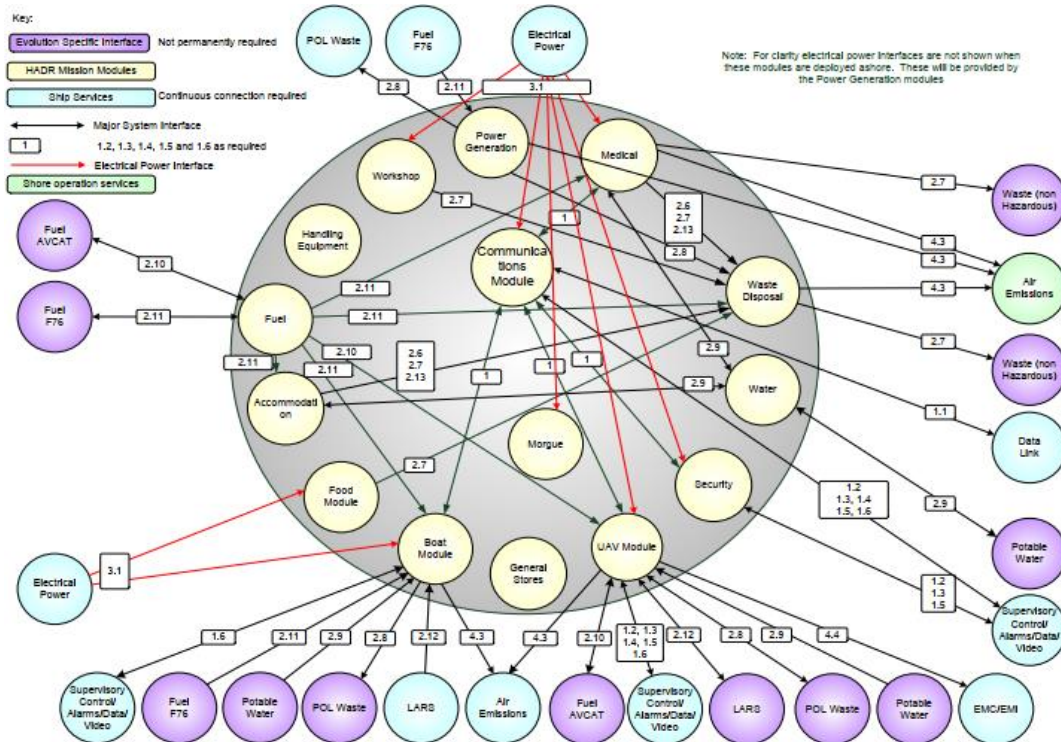 Key:
Evolution Specific Interface
Not permanently required
HADR Mission Modules
Ship Services
Continuous connection required
Major System Interface
1
1.2, 1.3, 1.4, 1.5 and 1.6 as required
Electrical Power Interface
Shore operation services
POL Waste
Fuel
F76
Electrical
Power
Note: For clarity electrical power interfaces are not shown when
these modules are deployed ashore. These will be provided by
the Power Generation modules
2.8
2.11
3.1
Power
Generation
Medical
Workshop
2.7
1
2.6
2.7
2.13
2.7
Waste (non
Hazardous)
Fuel
AVCAT
Handling
Equipment
Communica
tions
Module
2.8
4.3
4.3
2.10
2.11
Waste
Disposal
4.3
Air
Emissions
Fuel
F76
2.11
Fuel
2.11
2.7
2.11
2.11
2.10
2.6
2.7
2.13
1
1
1
2.9
2.9
Waste (non
Hazardous)
Accommodati
on
Water
1.1
Morgue
Data
Link
Food
Module
2.7
Security
1.2
1.3, 1.4
1.5, 1.6
2.9
Boat
Module
General
Stores
UAV Module
Potable
Water
Electrical
Power
3.1
1.2
1.3
1.5
Supervisory
Control/
Alarms/Data/
Video
1.6
2.11
2.9
2.8
2.12
4.3
4.3
2.10
1.2, 1.3
1.4, 1.5
1.6
2.12
2.8
2.9
4.4
Supervisory
Control/
Alarms/Data/
Video
Fuel
F76
Potable
Water
POL Waste
LARS
Air
Emissions
Fuel
AVCAT
Supervisory
Control/
Alarms/Data/
Video
LARS
POL Waste
Potable
Water
EMC/EMI